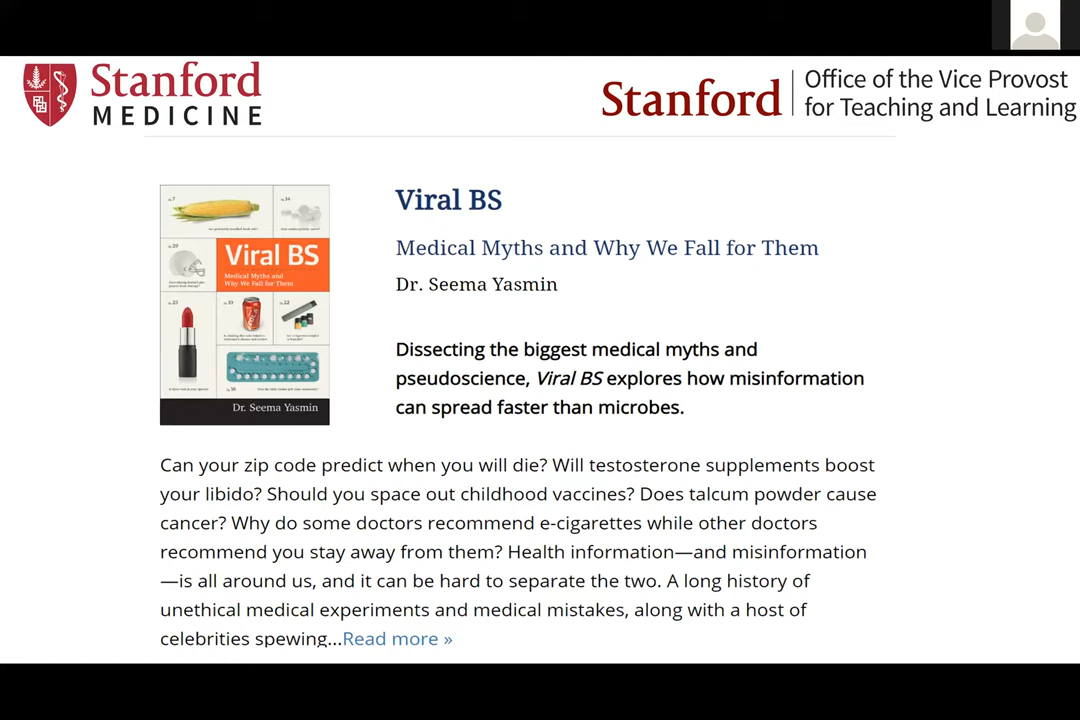 Stanford
MEDICINE
Stanford
Office of the Vice Provost
for Teaching and Learning
Viral BS
Medical Myths and
Why We Fall for Them
Dr. Seema Yasmin
Viral BS
Medical Myths and Why We Fall for Them
Dr. Seema Yasmin
Dissecting the biggest medical myths and
pseudoscience, Viral BS explores how misinformation
can spread faster than microbes.
Can your zip code predict when you will die? Will testosterone supplements boost
your libido? Should you space out childhood vaccines? Does talcum powder cause
cancer? Why do some doctors recommend e-cigarettes while other doctors
recommend you stay away from them? Health information—and misinformation
—is all around us, and it can be hard to separate the two. A long history of
unethical medical experiments and medical mistakes, along with a host of
celebrities spewing...Read more »